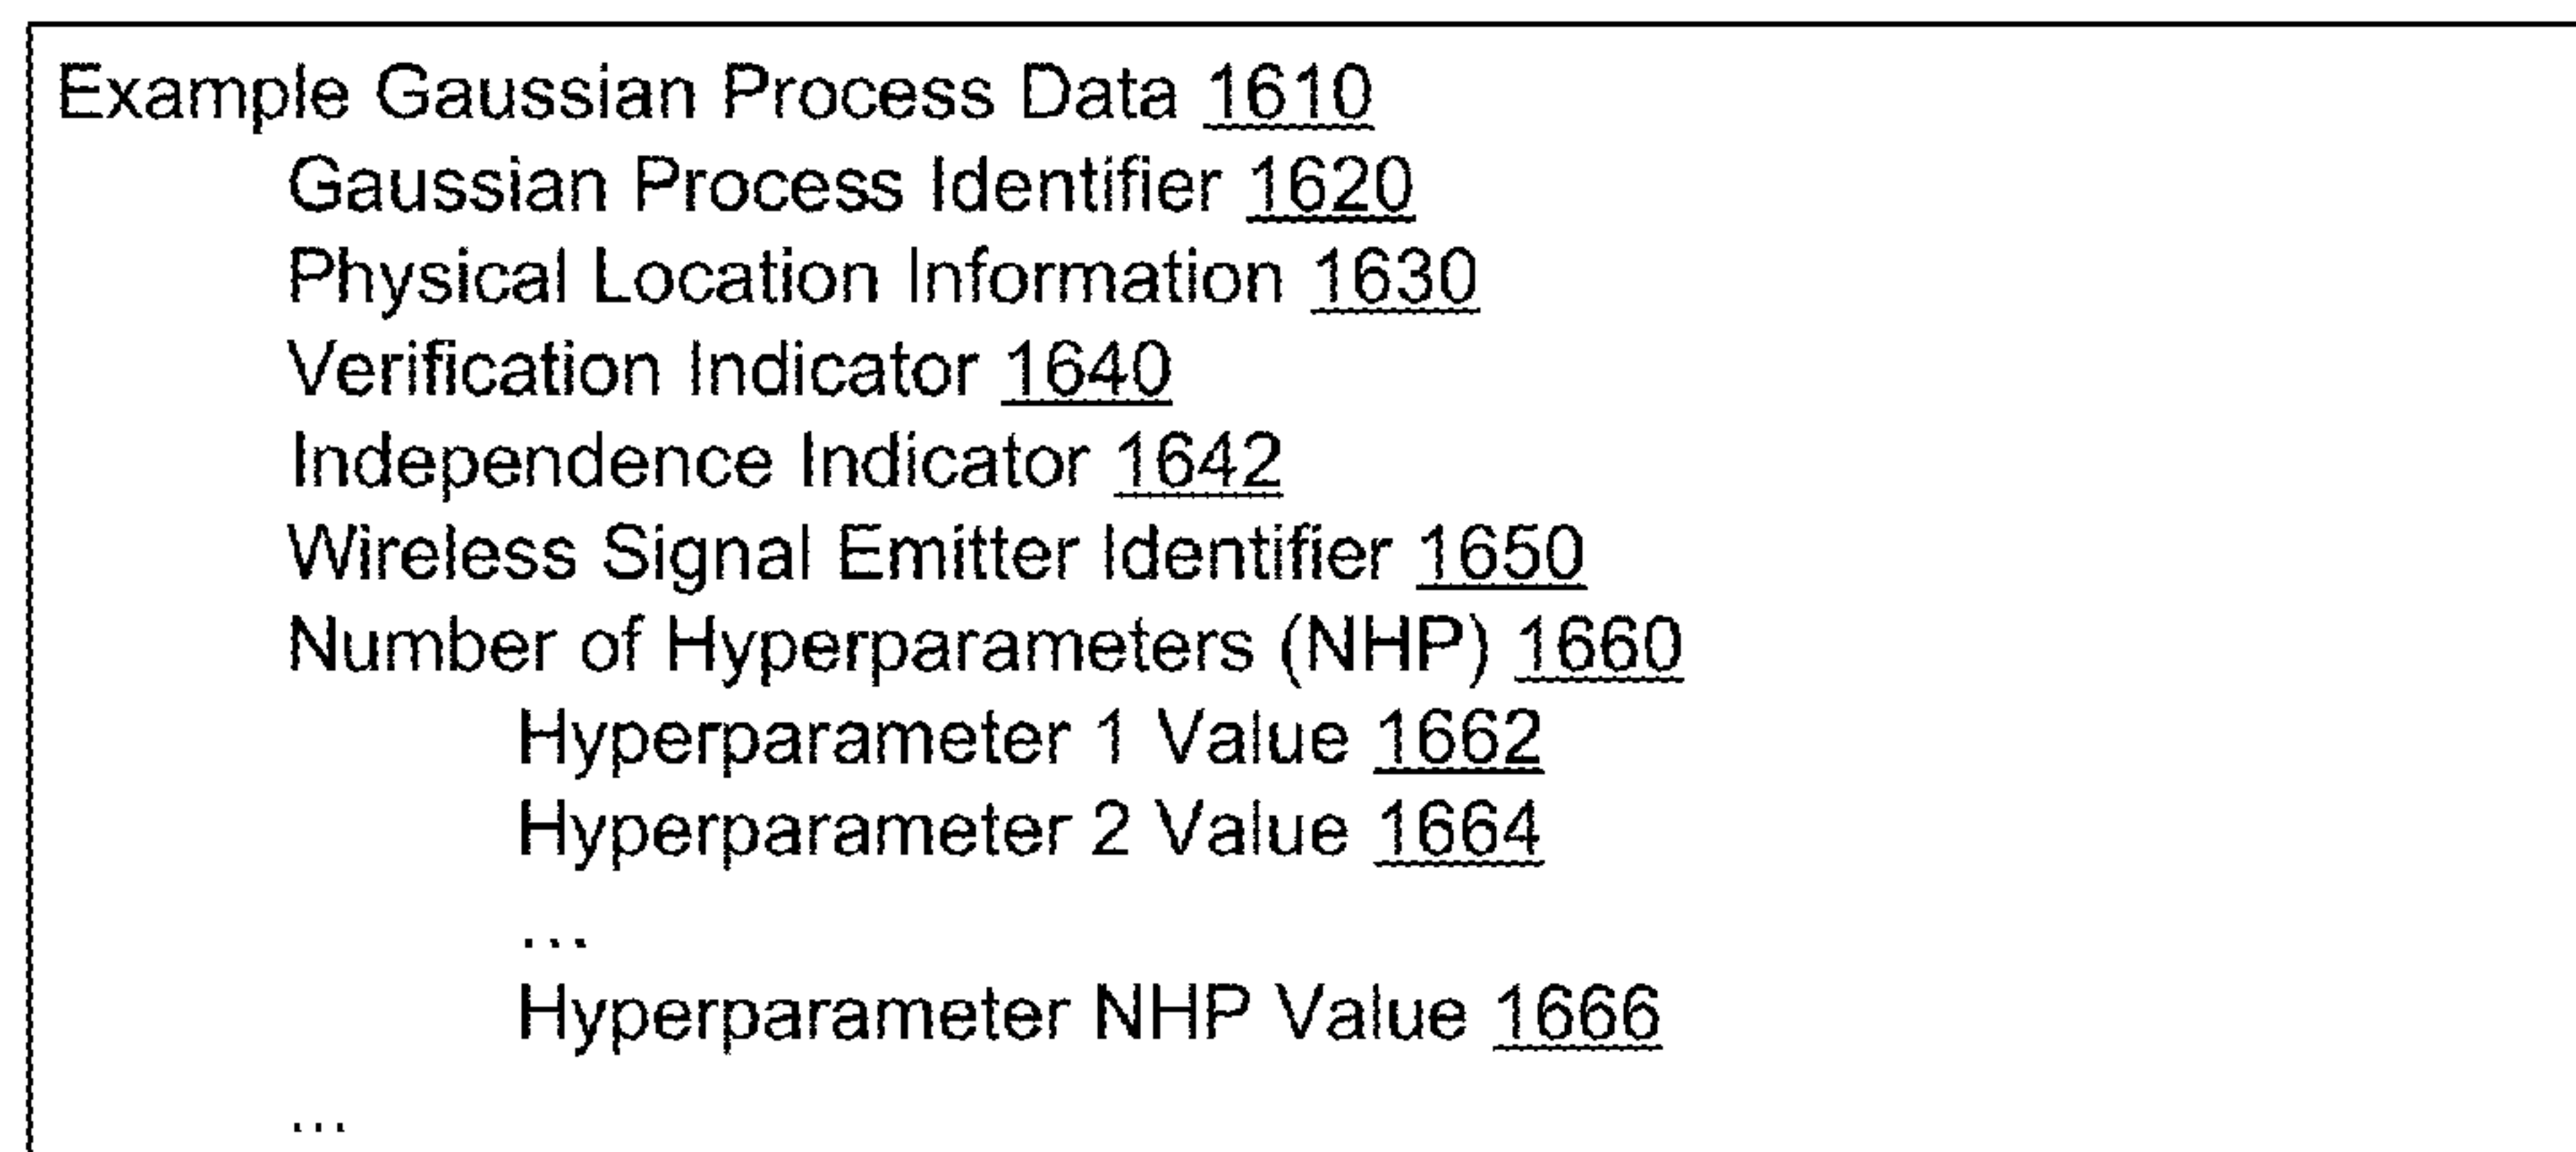 Example Gaussian Process Data 1610
Gaussian Process Identifier 1620
Physical Location Information 1630
Verification Indicator 1640
Independence Indicator 1642
Wireless Signal Emitter Identifier 1650
Number of Hyperparameters (NHP) 1660
Hyperparameter 1 Value 1662
Hyperparameter 2 Value 1664
...
Hyperparameter NHP Value 1666
...